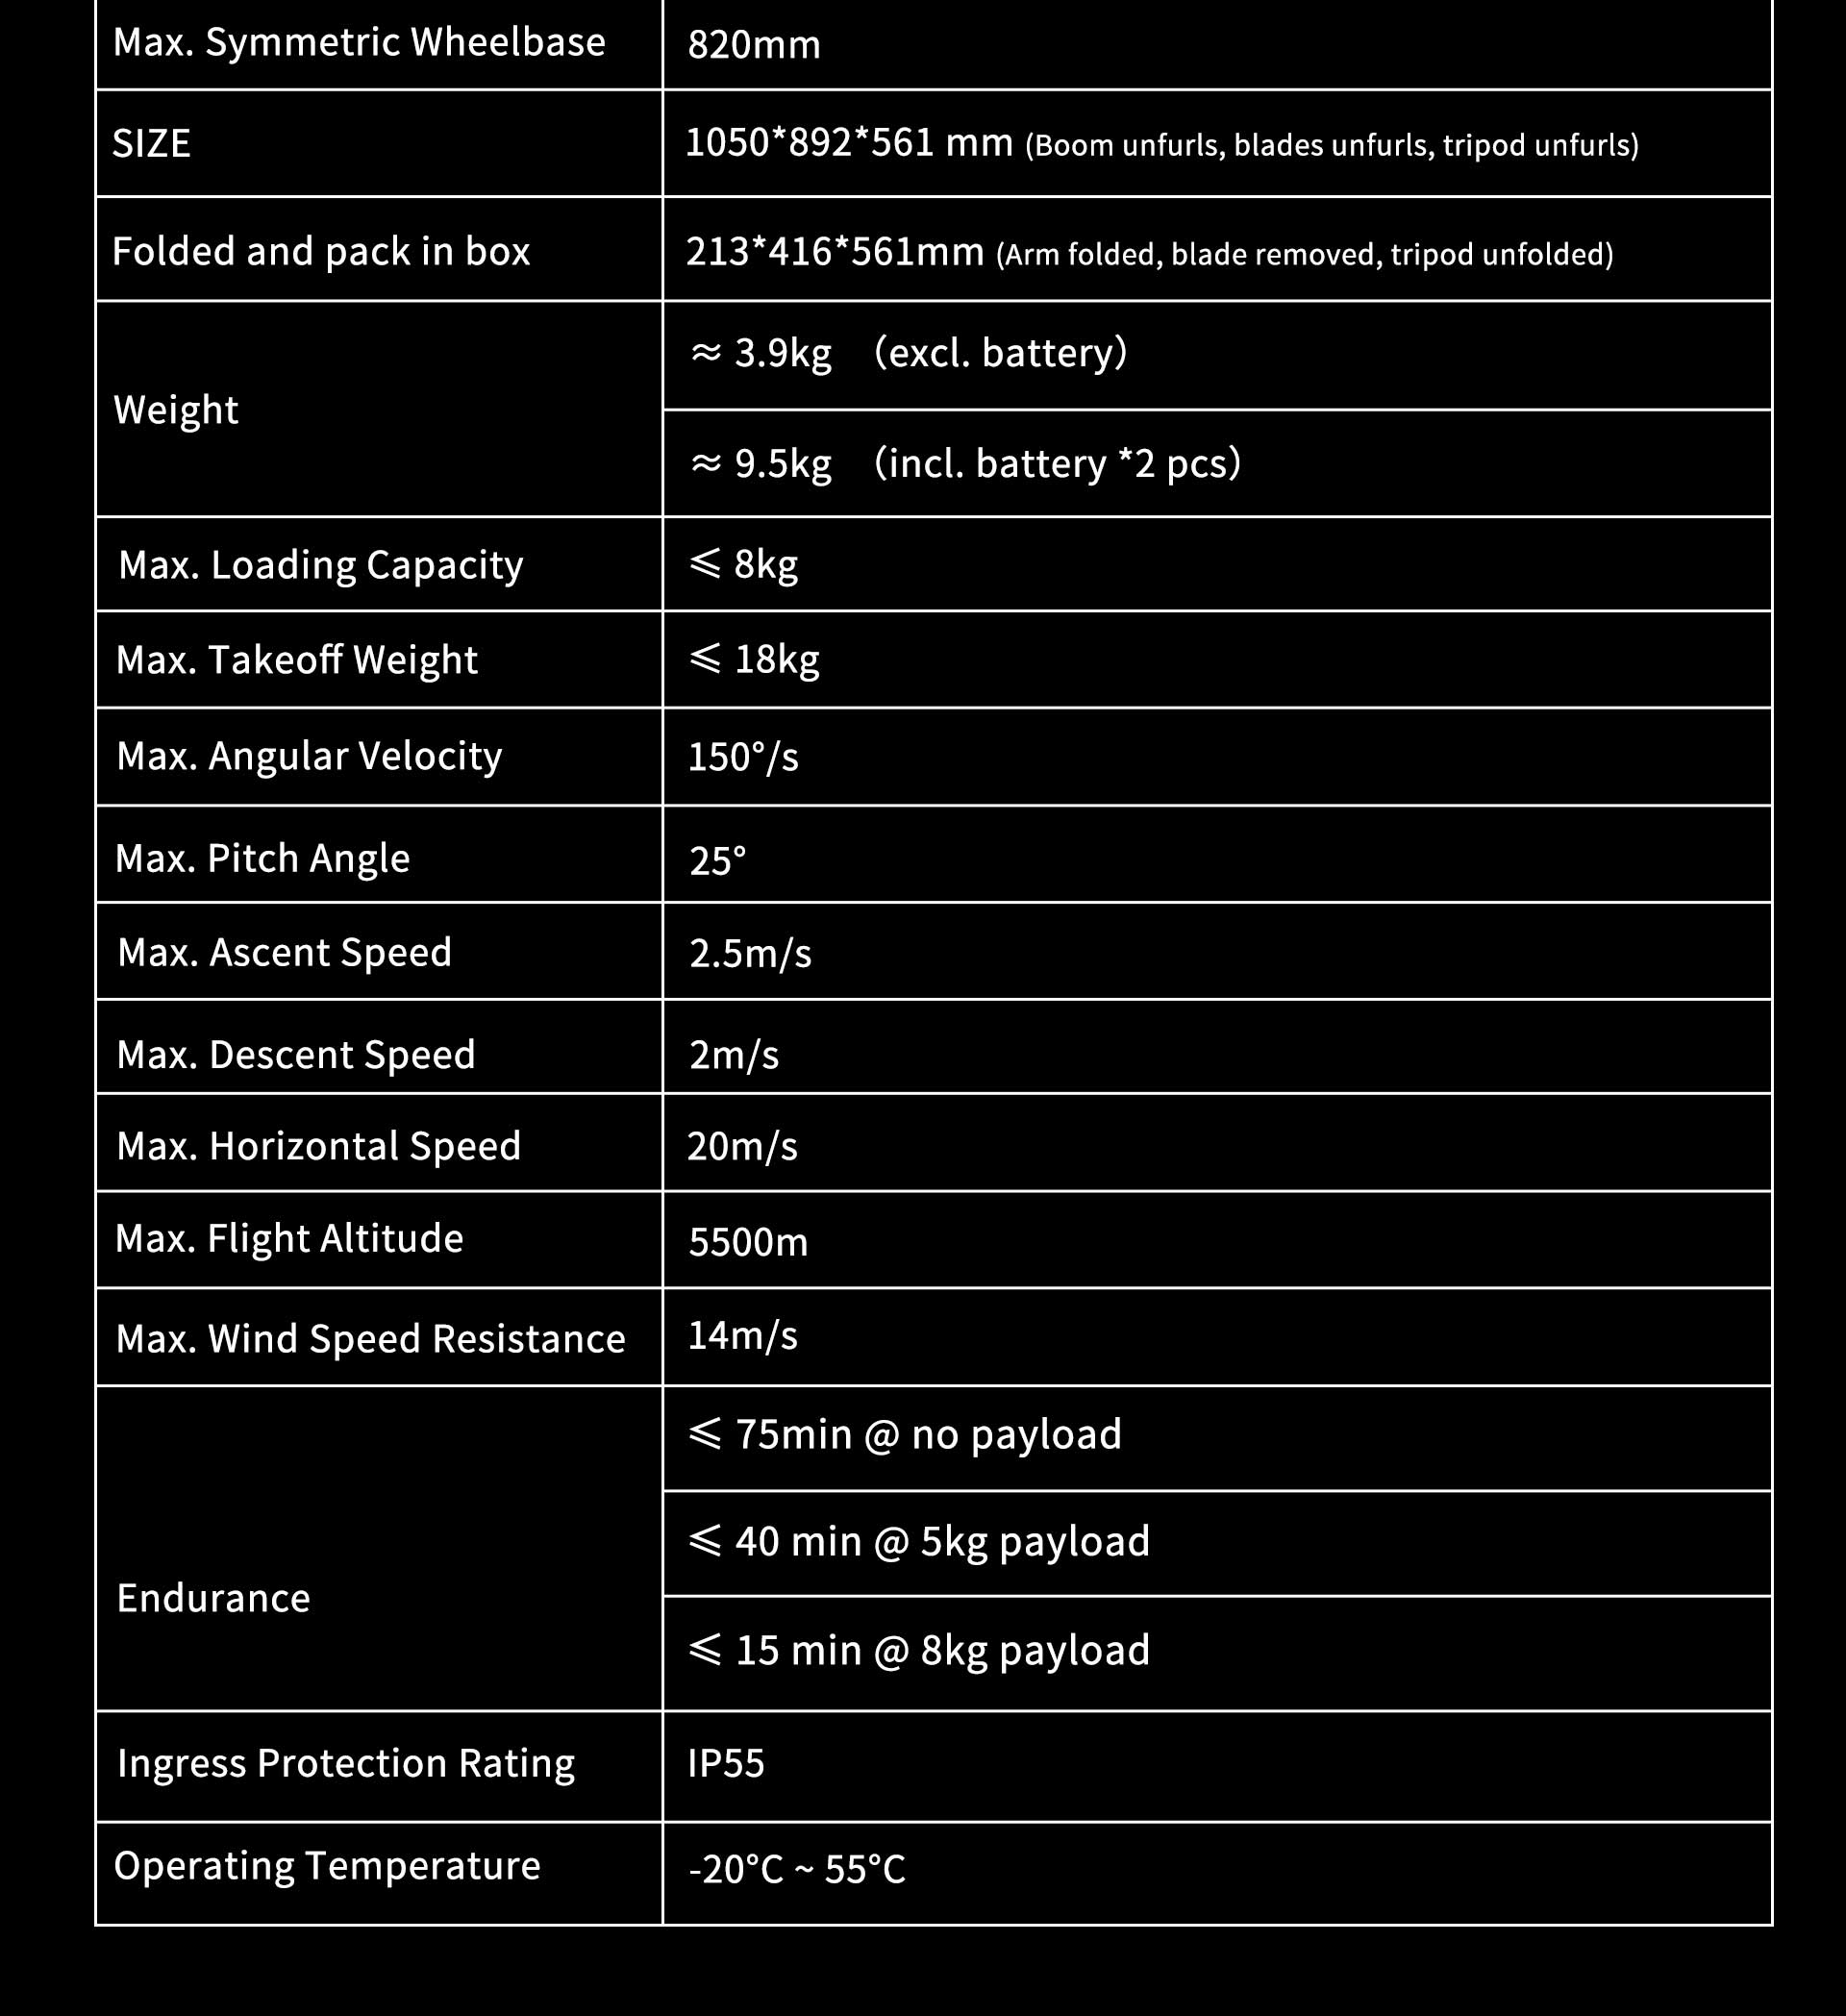 Max. Symmetric Wheelbase
820mm
SIZE
1050*892*561 mm (Boom unfurls, blades unfurls, tripod unfurls)
Folded and pack in box
213*416*561mm (Arm folded, blade removed, tripod unfolded)
Weight
≈ 3.9kg （excl. battery）
≈ 9.5kg （incl. battery *2 pcs）
Max. Loading Capacity
⩽ 8kg
Max. Takeoff Weight
⩽ 18kg
Max. Angular Velocity
150°/s
Max. Pitch Angle
25°
Max. Ascent Speed
2.5m/s
Max. Descent Speed
2m/s
Max. Horizontal Speed
20m/s
Max. Flight Altitude
5500m
Max. Wind Speed Resistance
14m/s
Endurance
⩽ 75min @ no payload
⩽ 40 min @ 5kg payload
⩽ 15 min @ 8kg payload
Ingress Protection Rating
IP55
Operating Temperature
-20°C ~ 55°C